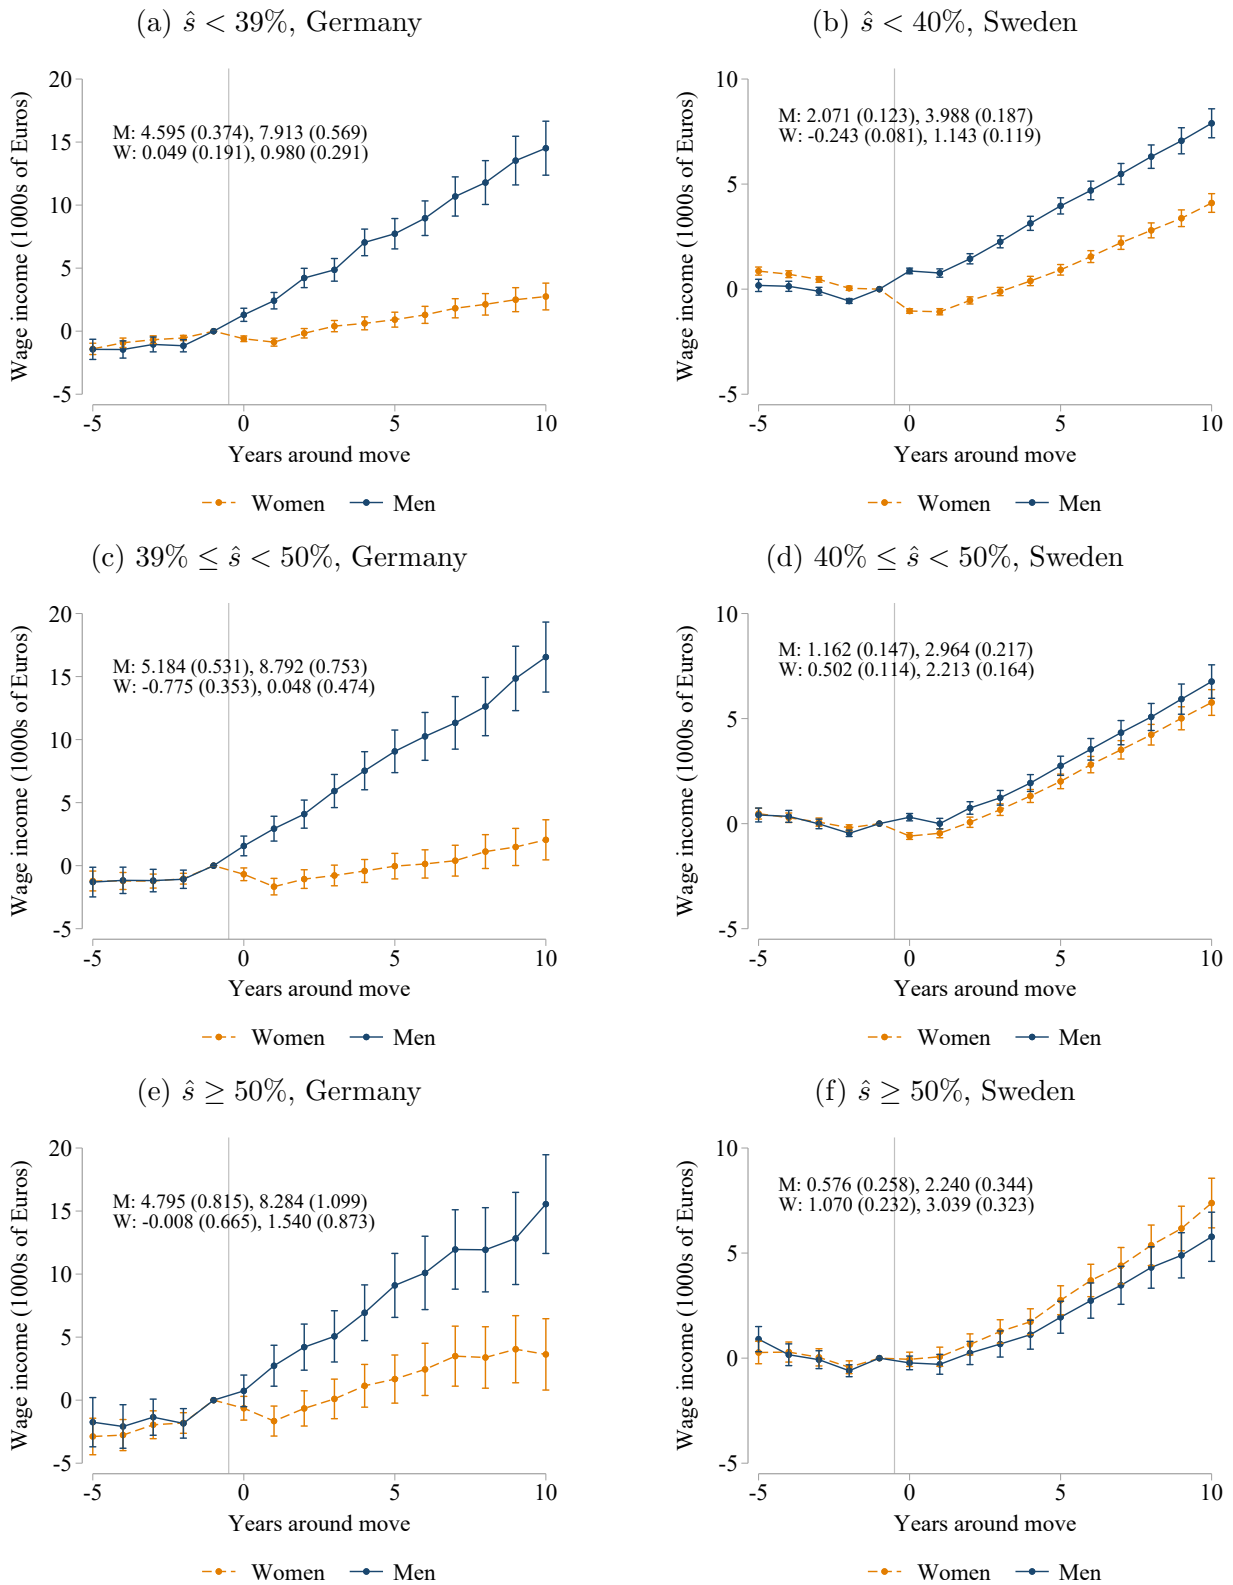 (a) ŝ < 39%, Germany
Wage income (1000s of Euros)
20
15
10
5
0
-5
M: 4.595 (0.374), 7.913 (0.569)
W: 0.049 (0.191), 0.980 (0.291)
-5 0 5 10
Years around move
Women Men
(b) ŝ < 40%, Sweden
Wage income (1000s of Euros)
10
5
0
-5
M: 2.071 (0.123), 3.988 (0.187)
W: -0.243 (0.081), 1.143 (0.119)
-5 0 5 10
Years around move
Women Men
(c) 39% ≤ ŝ < 50%, Germany
Wage income (1000s of Euros)
20
15
10
5
0
-5
M: 5.184 (0.531), 8.792 (0.753)
W: -0.775 (0.353), 0.048 (0.474)
-5 0 5 10
Years around move
Women Men
(d) 40% ≤ ŝ < 50%, Sweden
Wage income (1000s of Euros)
10
5
0
-5
M: 1.162 (0.147), 2.964 (0.217)
W: 0.502 (0.114), 2.213 (0.164)
-5 0 5 10
Years around move
Women Men
(e) ŝ ≥ 50%, Germany
Wage income (1000s of Euros)
20
15
10
5
0
-5
M: 4.795 (0.815), 8.284 (1.099)
W: -0.008 (0.665), 1.540 (0.873)
-5 0 5 10
Years around move
Women Men
(f) ŝ ≥ 50%, Sweden
Wage income (1000s of Euros)
10
5
0
-5
M: 0.576 (0.258), 2.240 (0.344)
W: 1.070 (0.232), 3.039 (0.323)
-5 0 5 10
Years around move
Women Men